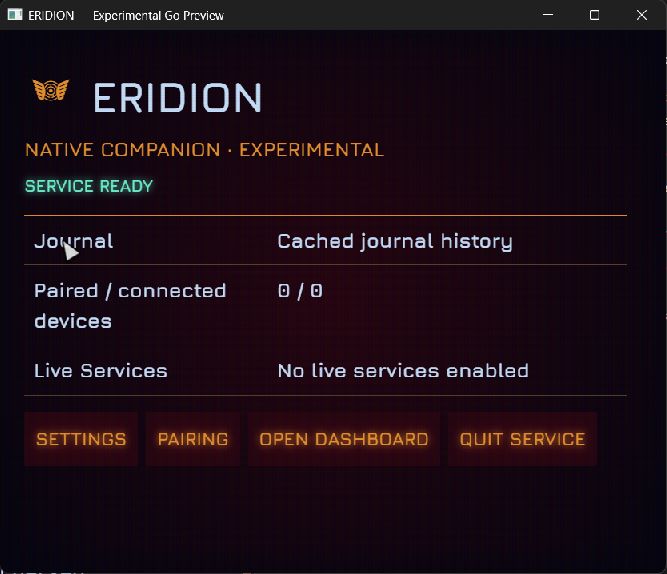 ERIDION Experimental Go Preview
ERIDION
NATIVE COMPANION · EXPERIMENTAL
SERVICE READY
Journal Cached journal history
Paired / connected devices 0 / 0
Live Services No live services enabled
SETTINGS PAIRING OPEN DASHBOARD QUIT SERVICE